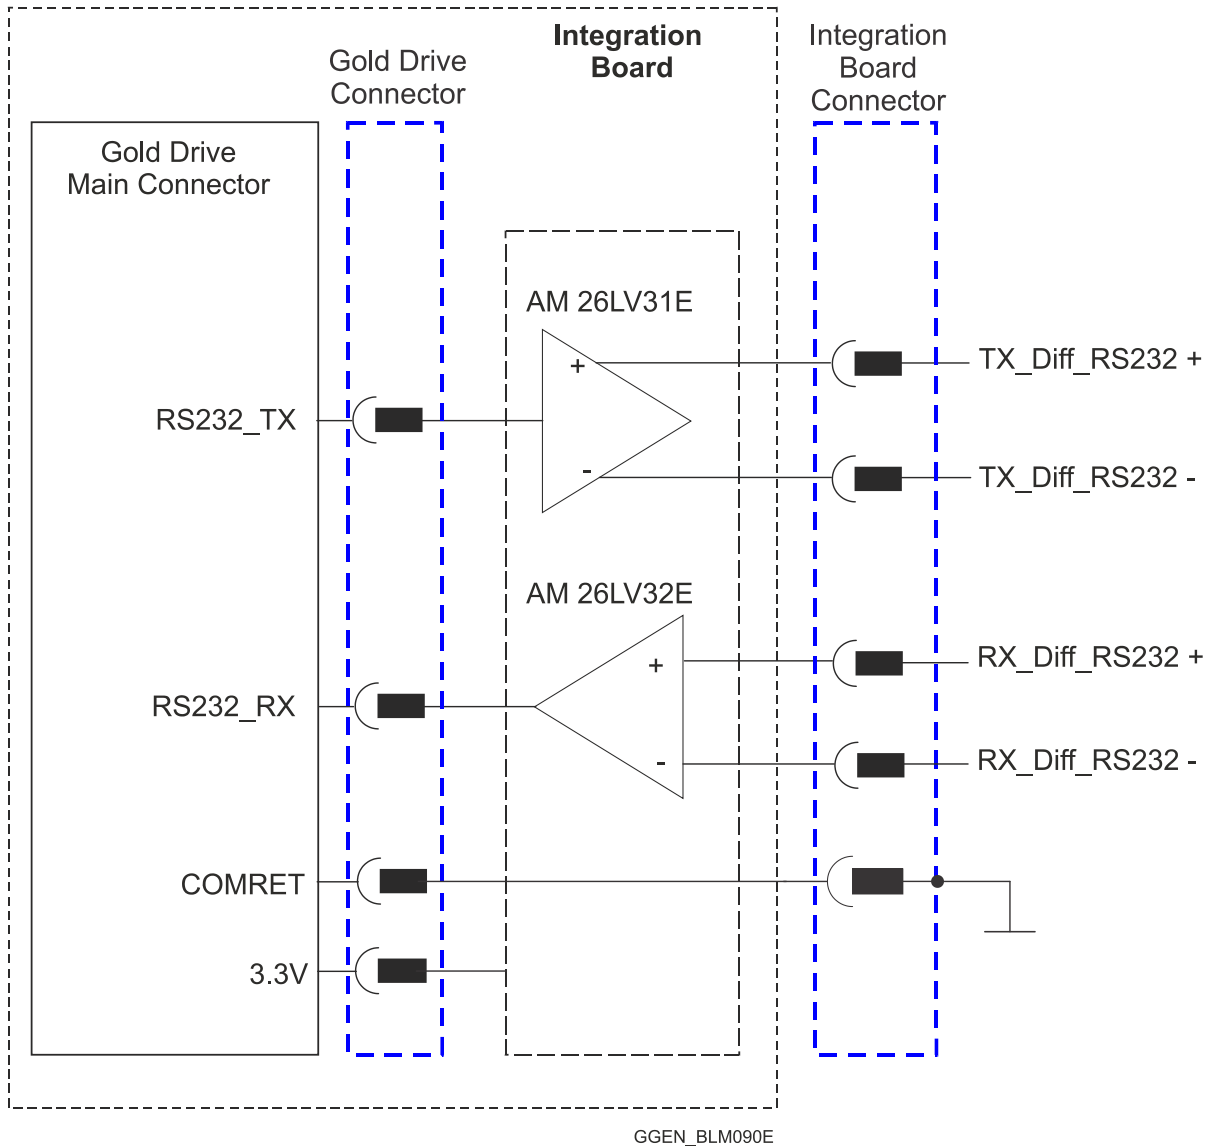 Integration
Board
Integration
Board
Connector
Gold Drive
Connector
Gold Drive
Main Connector
AM 26LV31E
+
-
RS232_TX
TX_Diff_RS232 +
TX_Diff_RS232 -
AM 26LV32E
+
-
RS232_RX
RX_Diff_RS232 +
RX_Diff_RS232 -
COMRET
3.3V
GGEN_BLM090E